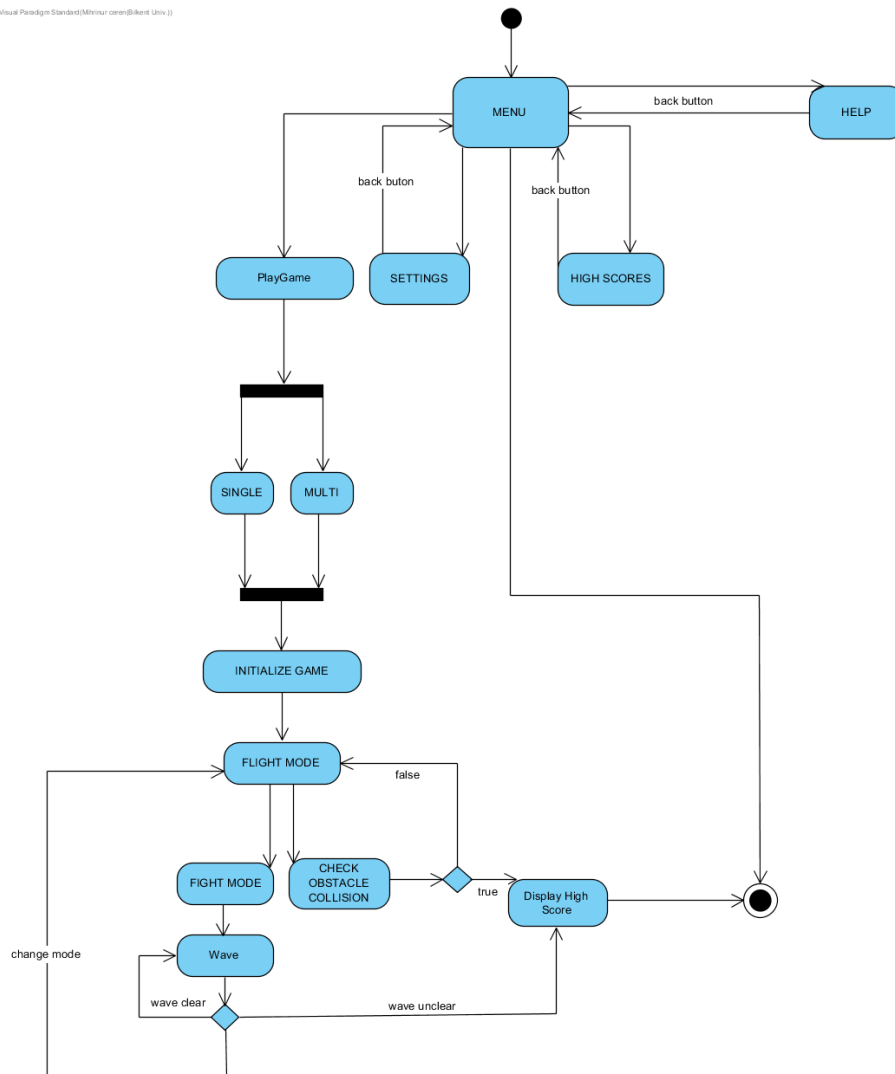 Visual Paradigm Standard(Mihrinur ceren(Bilkent Univ.))
MENU
back button
HELP
back buton
back button
PlayGame
SETTINGS
HIGH SCORES
SINGLE
MULTI
INITIALIZE GAME
FLIGHT MODE
false
FIGHT MODE
CHECK
OBSTACLE
COLLISION
true
Display High
Score
change mode
Wave
wave clear
wave unclear